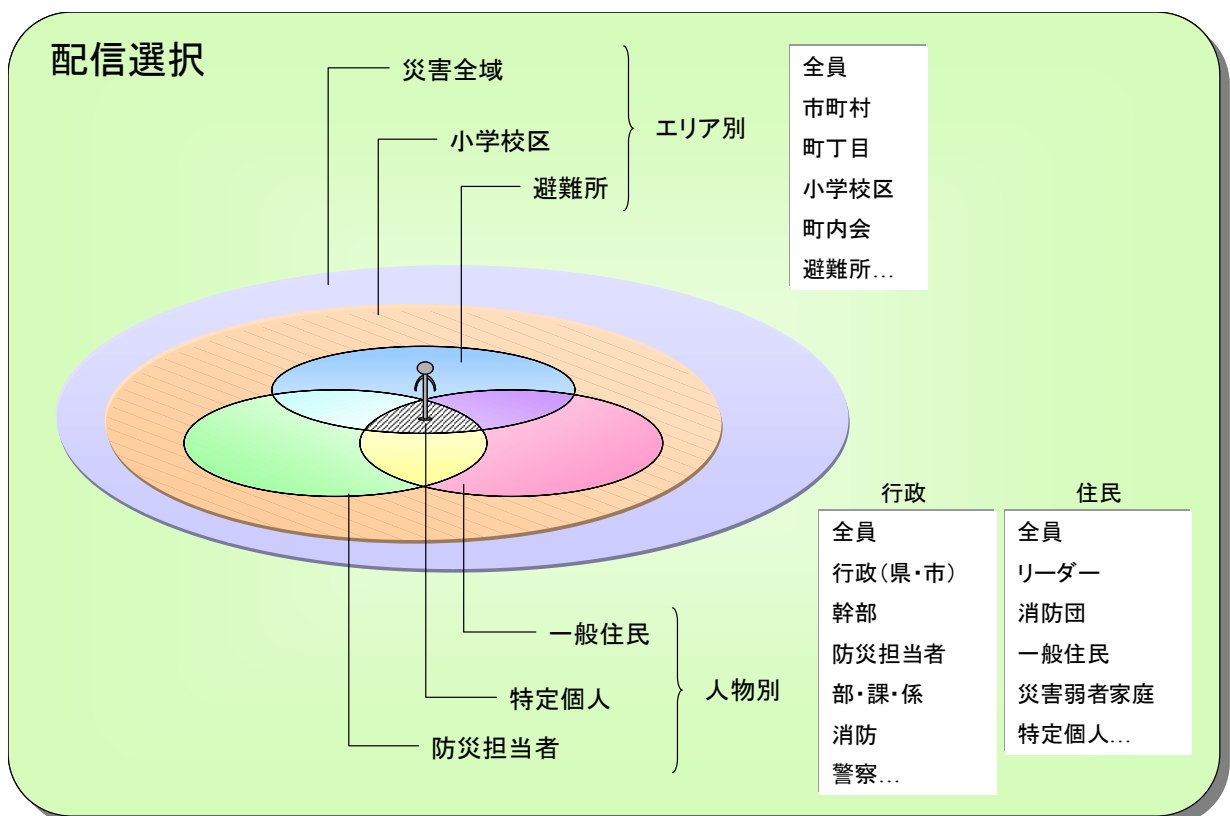 配信選択
災害全域
小学校区
避難所
エリア別
全員
市町村
町丁目
小学校区
町内会
避難所…
一般住民
特定個人
防災担当者
人物別
行政
全員
行政(県・市)
幹部
防災担当者
部・課・係
消防
警察…
住民
全員
リーダー
消防団
一般住民
災害弱者家庭
特定個人…